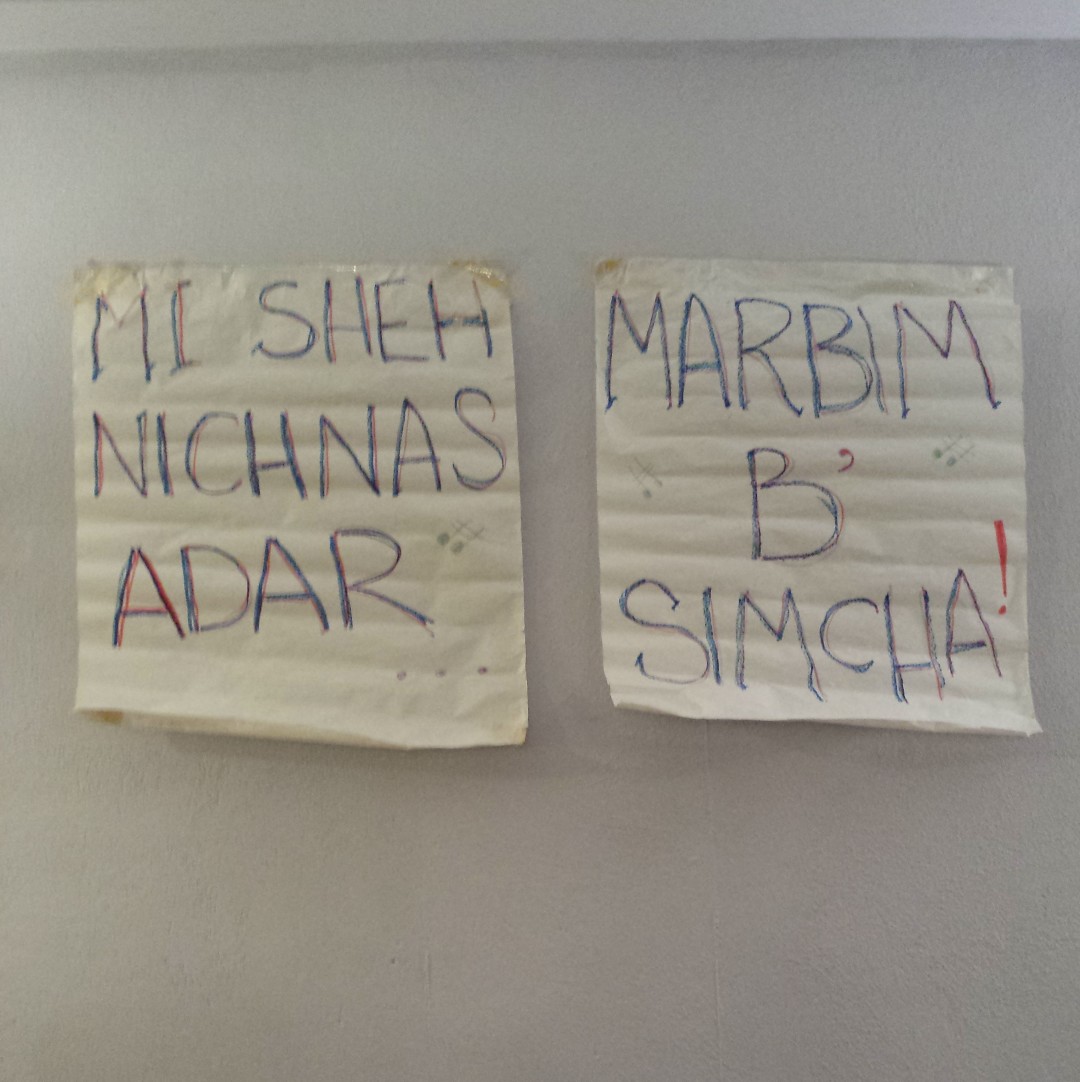 MI SHEH
NICHNAS
ADAR
...
MARBIM
B'
SIMCHA!